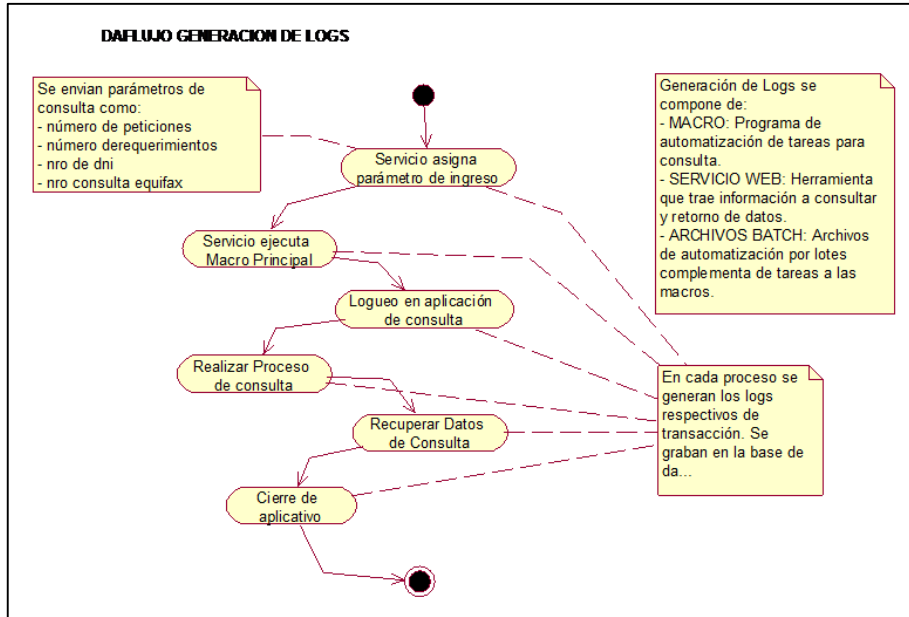 DAFLUJO GENERACION DE LOGS
Se envian parámetros de
consulta como:
- número de peticiones
- número derequerimientos
- nro de dni
- nro consulta equifax
Generación de Logs se
compone de:
- MACRO: Programa de
automatización de tareas para
consulta.
- SERVICIO WEB: Herramienta
que trae información a consultar
y retorno de datos.
- ARCHIVOS BATCH: Archivos
de automatización por lotes
complementa de tareas a las
macros.
Servicio asigna
parámetro de ingreso
Servicio ejecuta
Macro Principal
Logueo en aplicación
de consulta
Realizar Proceso
de consulta
Recuperar Datos
de Consulta
Cierre de
aplicativo
En cada proceso se
generan los logs
respectivos de
transacción. Se
graban en la base de
da...